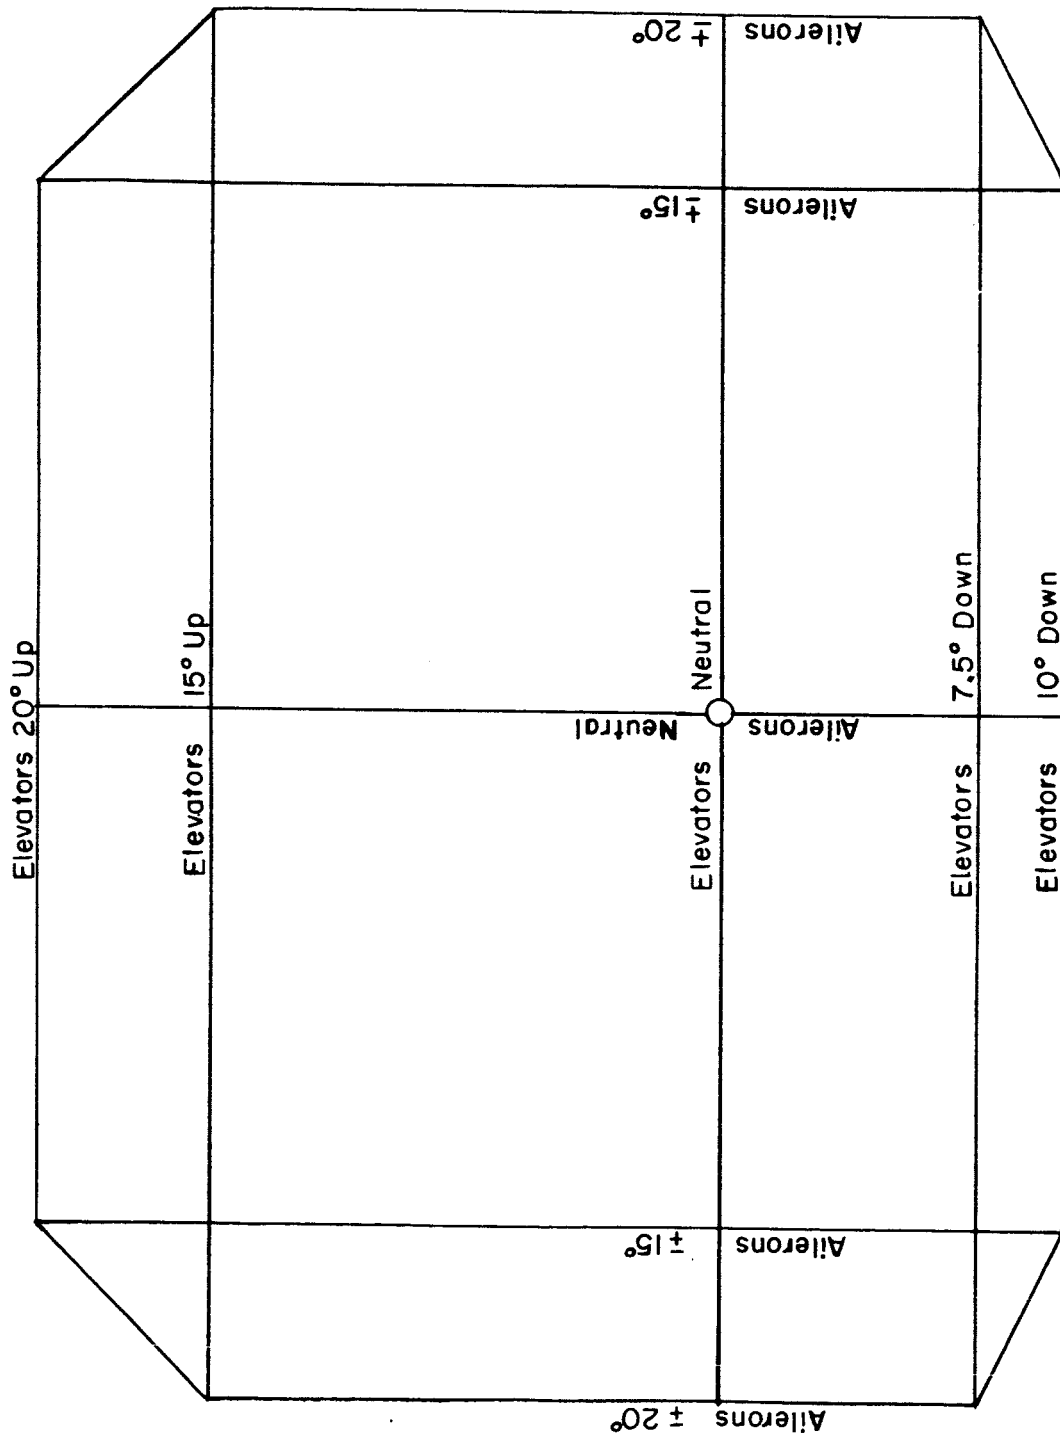 Elevators 20° Up
Elevators 15° Up
Elevators Neutral
Elevators 7.5° Down
Elevators 10° Down
Ailerons ± 20°
Ailerons ±15°
Ailerons Neutral
Ailerons ∓ 15°
Ailerons ∓ 20°